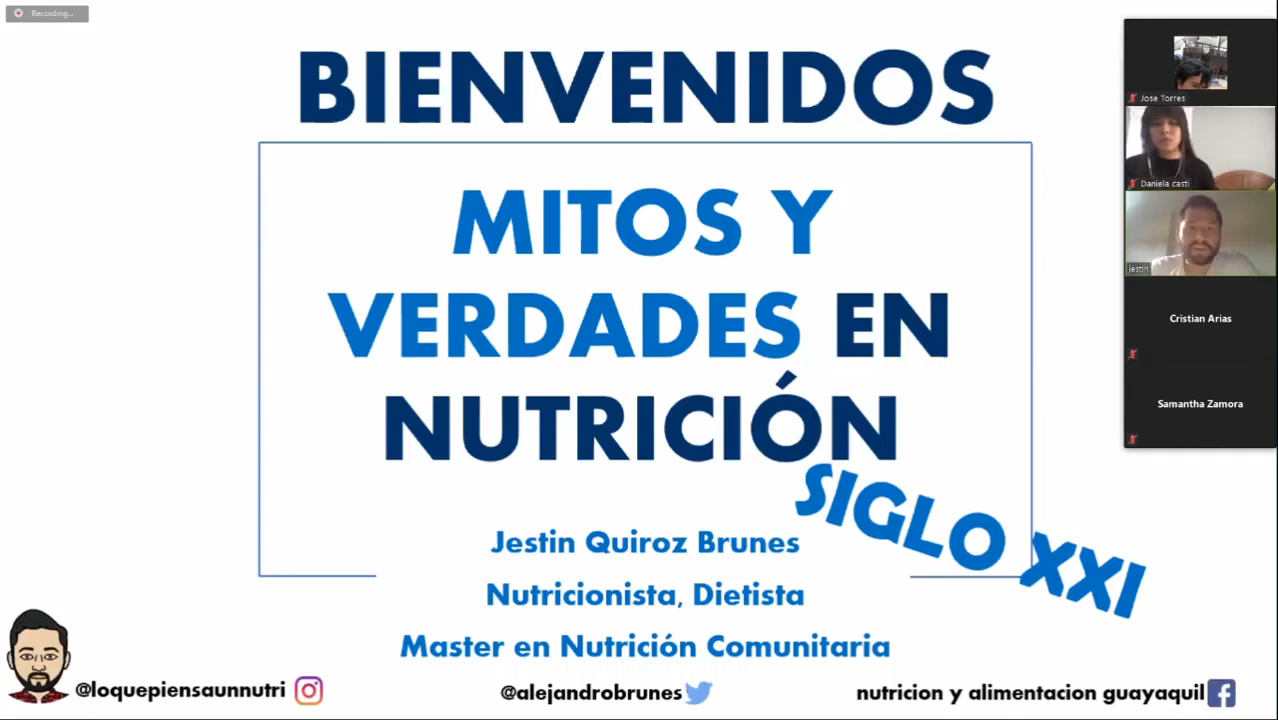 Recording...
BIENVENIDOS
MITOS Y
VERDADES EN
NUTRICIÓN
SIGLO XXI
Jestin Quiroz Brunes
Nutricionista, Dietista
Master en Nutrición Comunitaria
@loquepiensaunnutri
@alejandrobrunes
nutricion y alimentacion guayaquil
Jose Torres
Daniela casti
jestin
Cristian Arias
Samantha Zamora